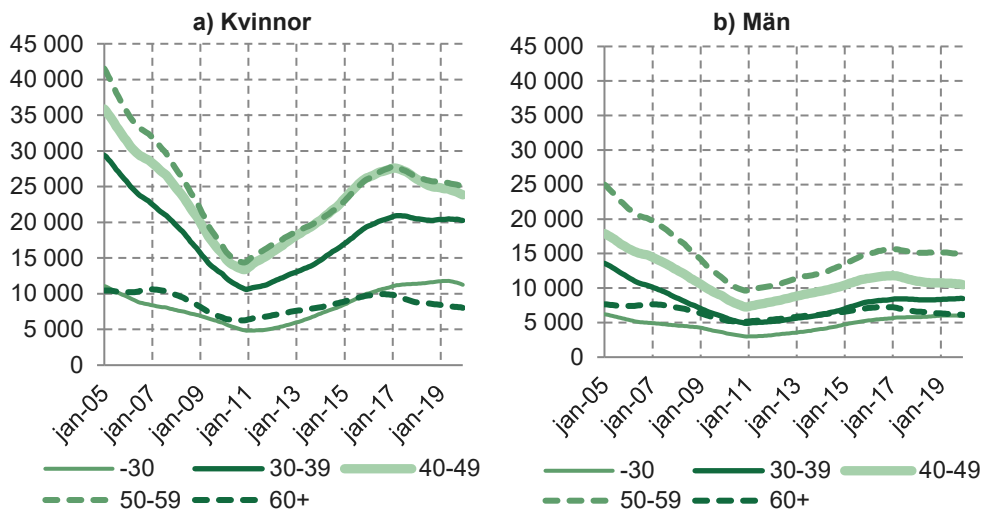 a) Kvinnor
45 000
40 000
35 000
30 000
25 000
20 000
15 000
10 000
5 000
0
jan-05
jan-07
jan-09
jan-11
jan-13
jan-15
jan-17
jan-19
-30
30-39
40-49
50-59
60+
b) Män
45 000
40 000
35 000
30 000
25 000
20 000
15 000
10 000
5 000
0
jan-05
jan-07
jan-09
jan-11
jan-13
jan-15
jan-17
jan-19
-30
30-39
40-49
50-59
60+